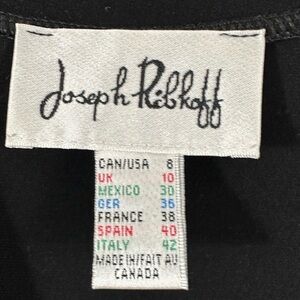 Joseph Ribkoff
CAN/USA 8
UK 10
MEXICO 30
GER 36
FRANCE 38
SPAIN 40
ITALY 42
MADE IN/FAIT AU
CANADA